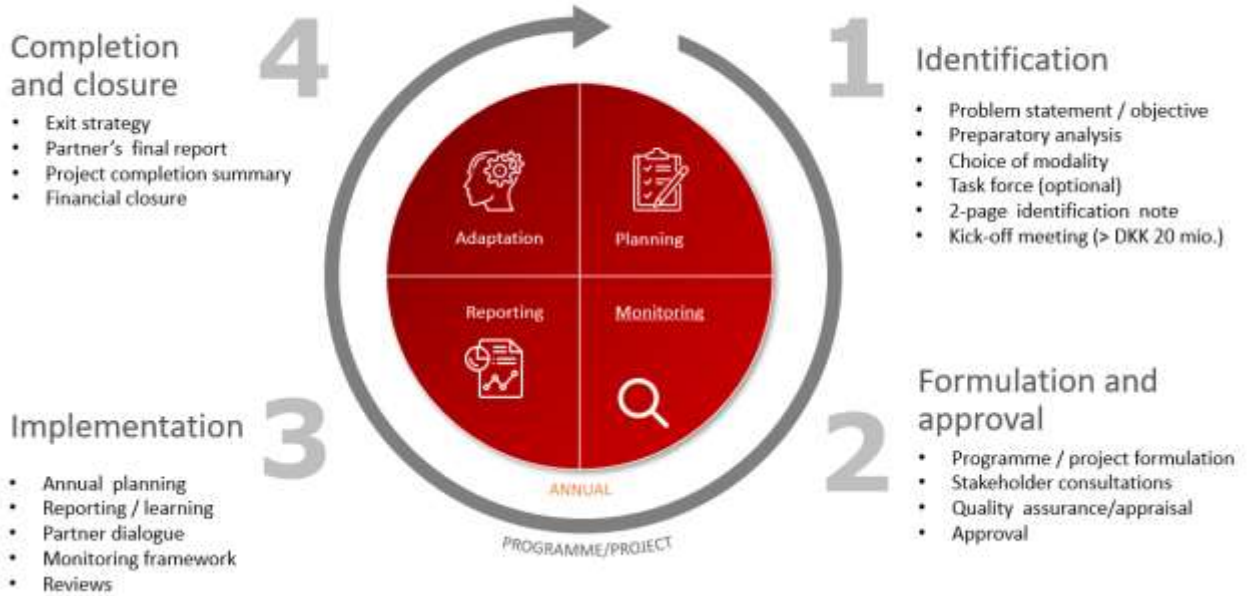 4
Completion
and closure
• Exit strategy
• Partner's final report
• Project completion summary
• Financial closure
1
Identification
• Problem statement / objective
• Preparatory analysis
• Choice of modality
• Task force (optional)
• 2-page identification note
• Kick-off meeting (> DKK 20 mio.)
Adaptation
Planning
Reporting
Monitoring
ANNUAL
PROGRAMME/PROJECT
3
Implementation
• Annual planning
• Reporting / learning
• Partner dialogue
• Monitoring framework
• Reviews
2
Formulation and
approval
• Programme / project formulation
• Stakeholder consultations
• Quality assurance/appraisal
• Approval